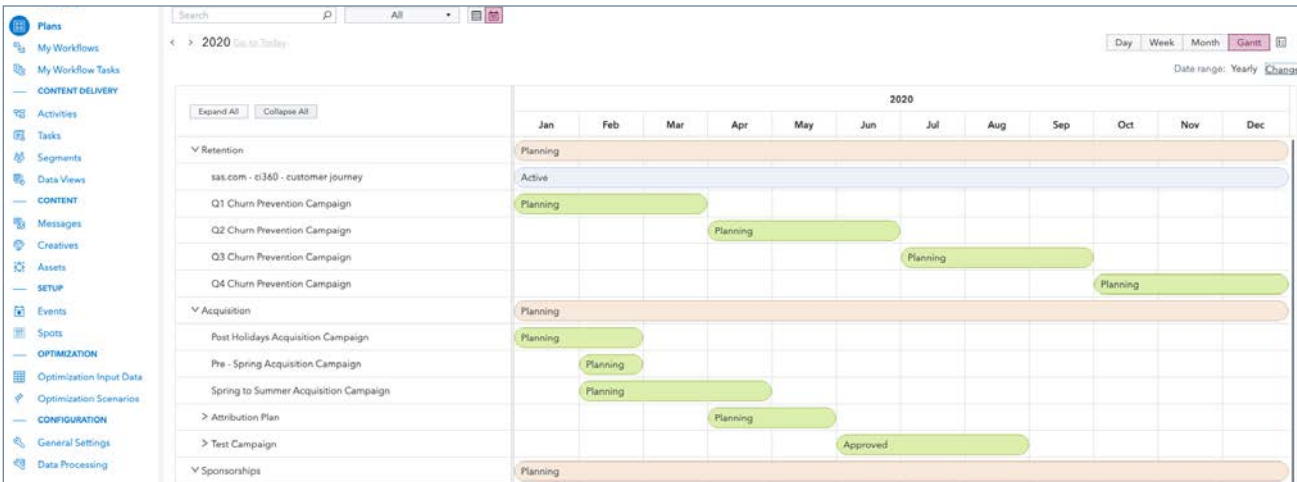 Plans
My Workflows
My Workflow Tasks
CONTENT DELIVERY
Activities
Tasks
Segments
Data Views
CONTENT
Messages
Creatives
Assets
SETUP
Events
Spots
OPTIMIZATION
Optimization Input Data
Optimization Scenarios
CONFIGURATION
General Settings
Data Processing
Search
All
< > 2020 Go to Today
Day Week Month Gantt
Date range: Yearly Change
Expand All Collapse All
2020
Jan Feb Mar Apr May Jun Jul Aug Sep Oct Nov Dec
Retention Planning
sas.com - ci360 - customer journey Active
Q1 Churn Prevention Campaign Planning
Q2 Churn Prevention Campaign Planning
Q3 Churn Prevention Campaign Planning
Q4 Churn Prevention Campaign Planning
Acquisition Planning
Post Holidays Acquisition Campaign Planning
Pre - Spring Acquisition Campaign Planning
Spring to Summer Acquisition Campaign Planning
> Attribution Plan Planning
> Test Campaign Approved
Sponsorships Planning